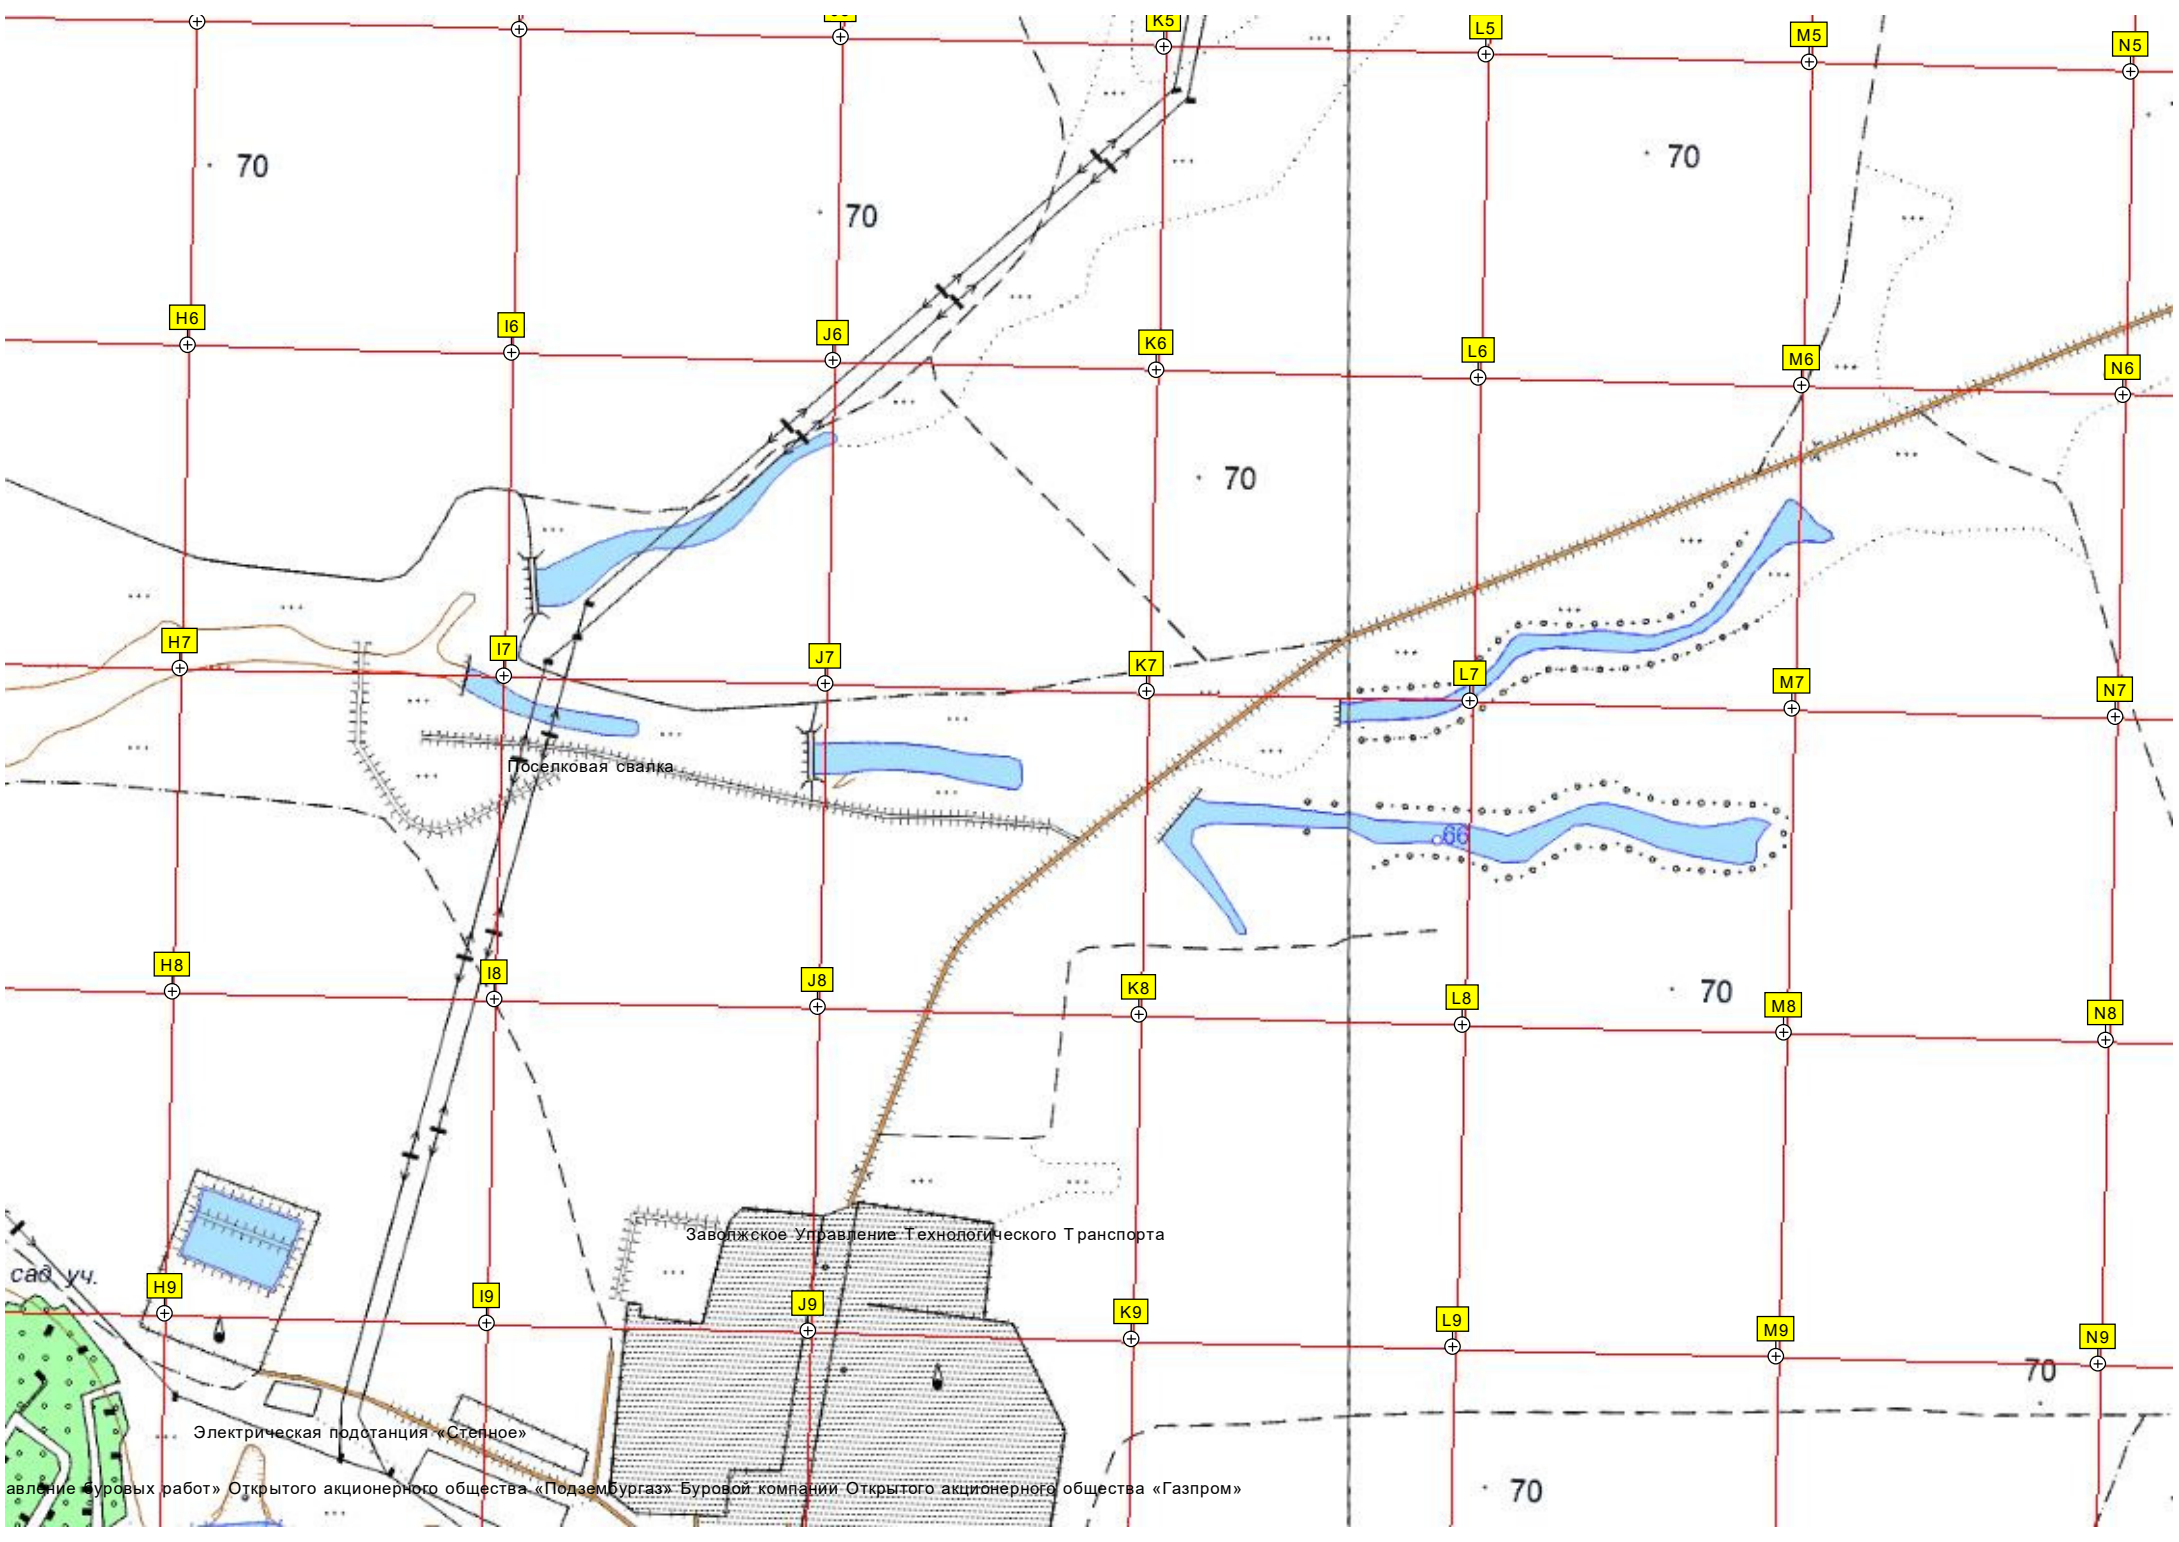 K5
L5
M5
N5
70
70
70
H6
I6
J6
K6
L6
M6
N6
70
H7
I7
J7
K7
L7
M7
N7
Поселковая свалка
66
H8
I8
J8
K8
L8
M8
N8
70
Заволжское Управление Технологического Транспорта
сад. уч.
H9
I9
J9
K9
L9
M9
N9
70
Электрическая подстанция «Степное»
авление буровых работ» Открытого акционерного общества «Подзембургаз» Буровой компании Открытого акционерного общества «Газпром»
70